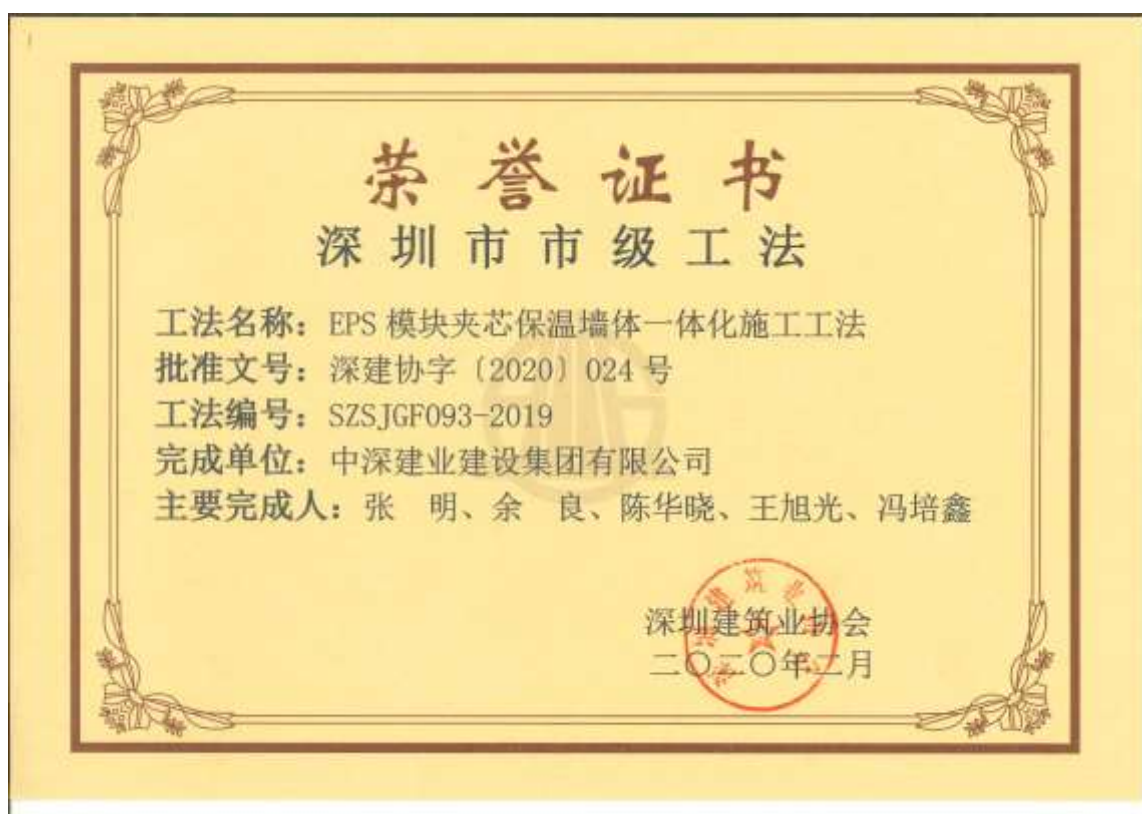 荣誉证书
深圳市市级工法
工法名称：EPS 模块夹芯保温墙体一体化施工工法
批准文号：深建协字〔2020〕024 号
工法编号：SZSJGF093-2019
完成单位：中深建业建设集团有限公司
主要完成人：张　明、余　良、陈华晓、王旭光、冯培鑫
深圳建筑业协会
二〇二〇年二月